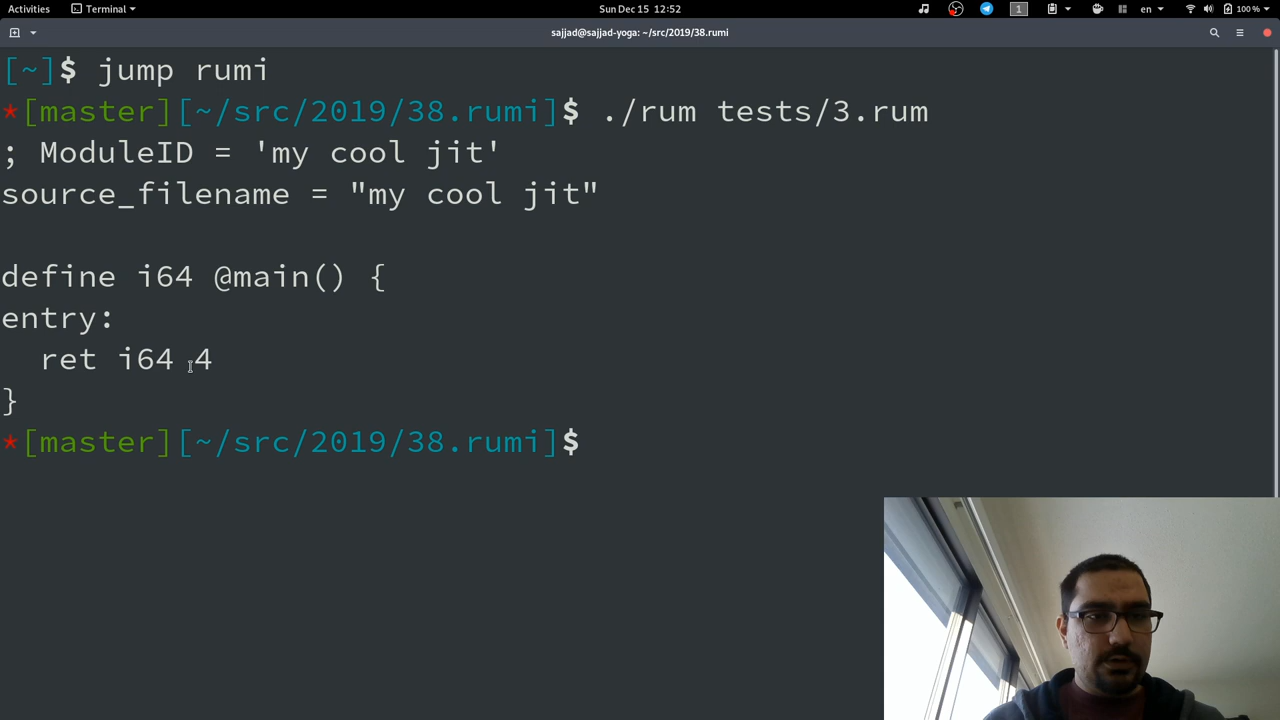 Activities
Terminal
Sun Dec 15 12:52
1
en
100 %
sajjad@sajjad-yoga: ~/src/2019/38.rumi
[~]$ jump rumi
*[master][~/src/2019/38.rumi]$ ./rum tests/3.rum
; ModuleID = 'my cool jit'
source_filename = "my cool jit"
define i64 @main() {
entry:
  ret i64 4
}
*[master][~/src/2019/38.rumi]$